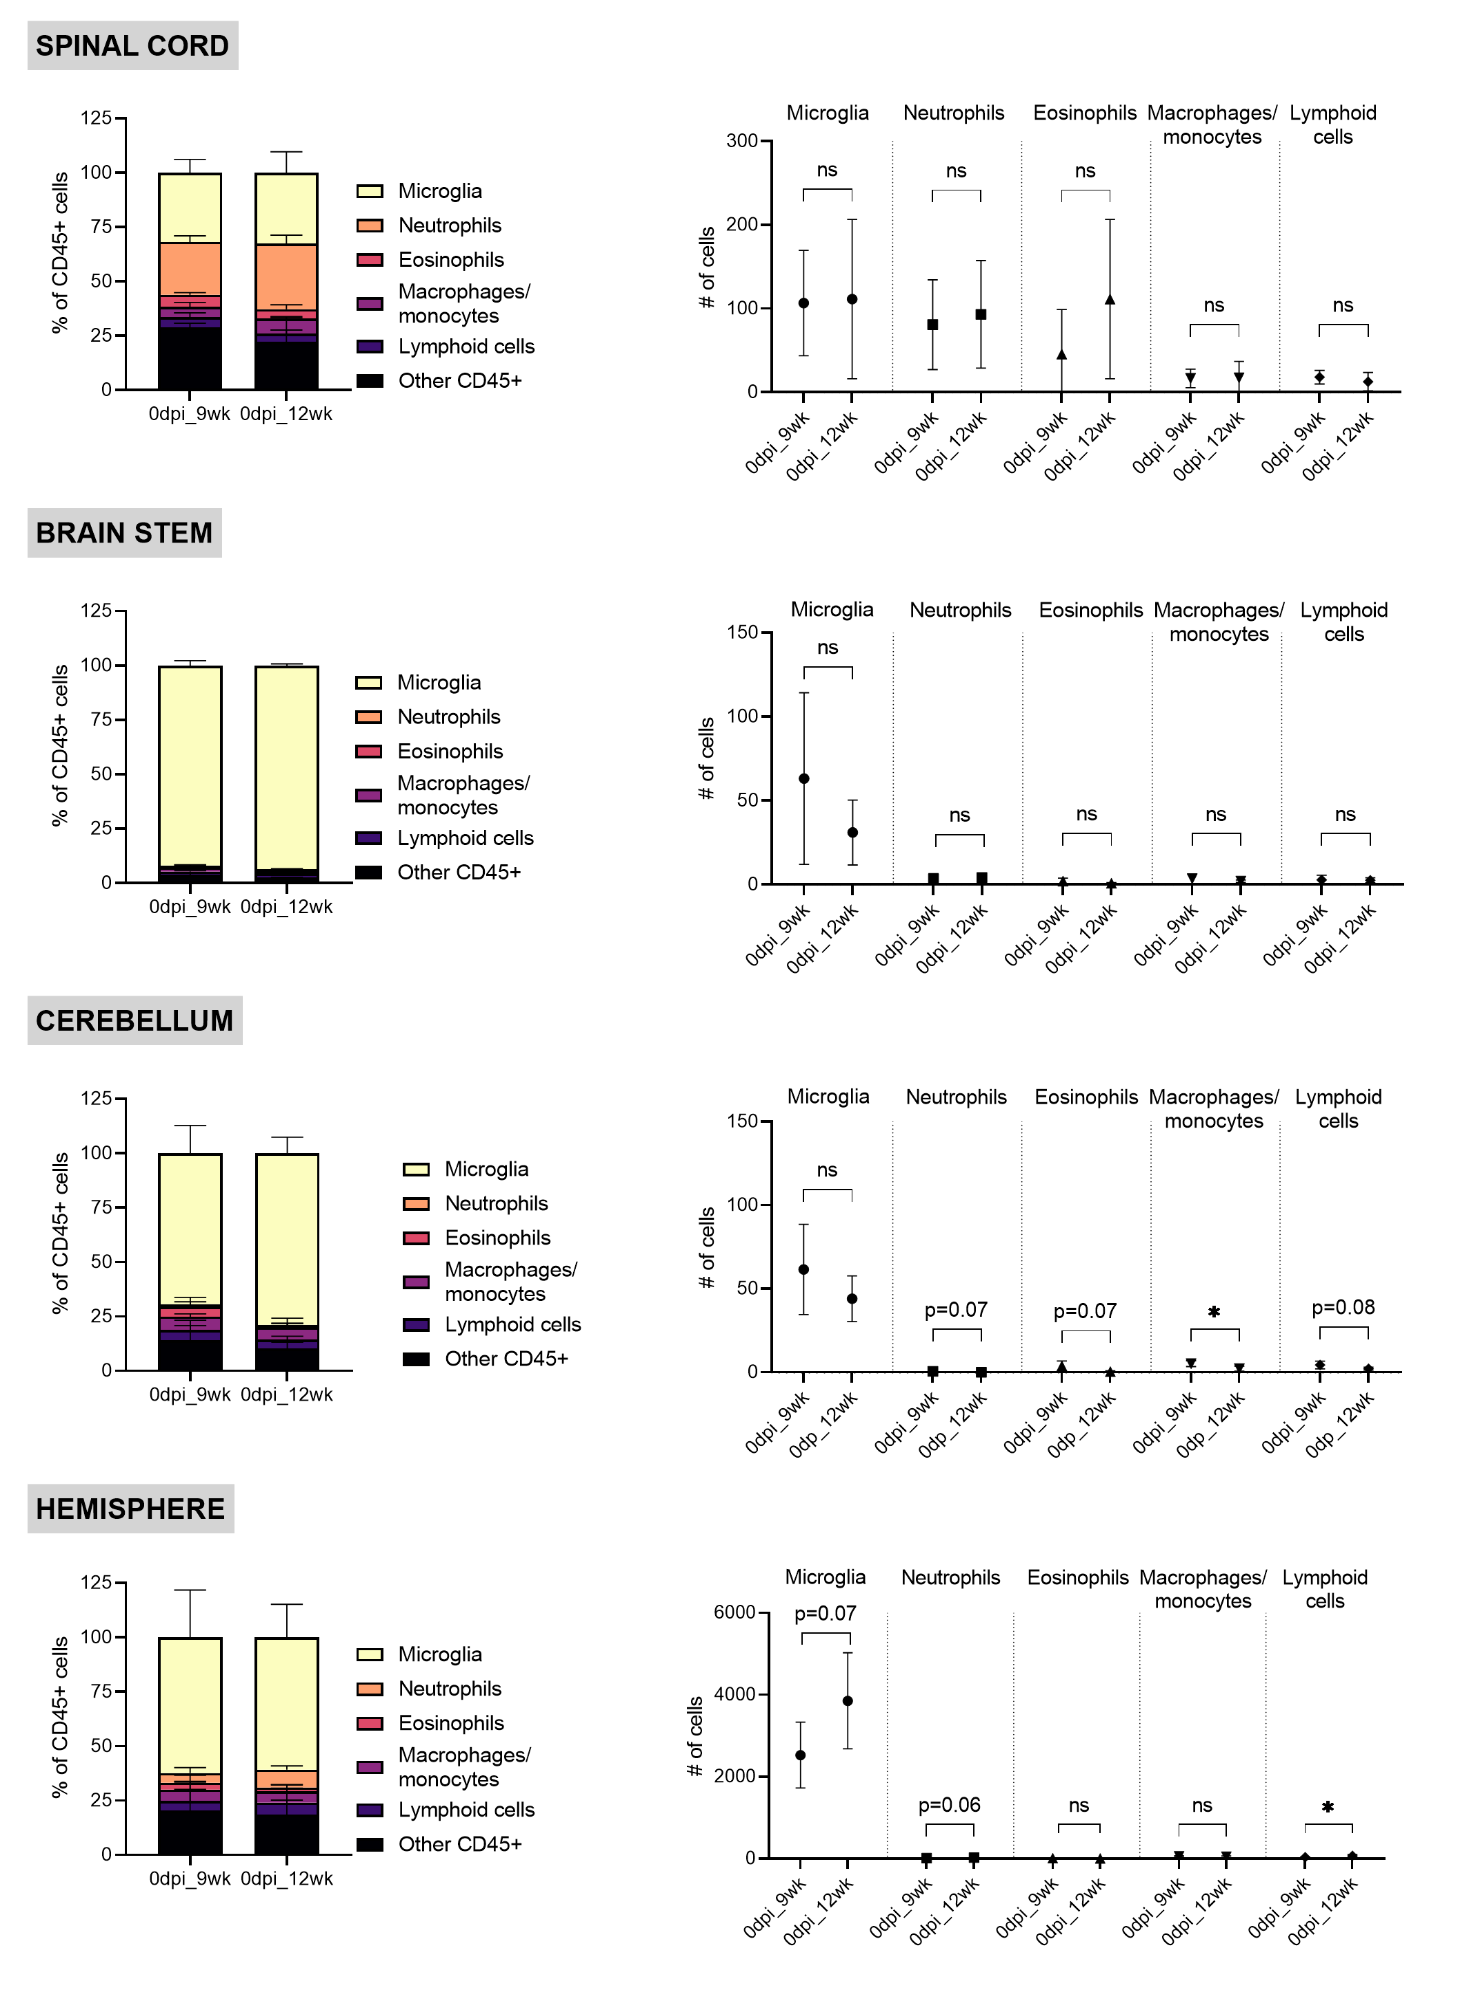 SPINAL CORD
% of CD45+ cells
125
100
75
50
25
0
0dpi_9wk 0dpi_12wk
Microglia
Neutrophils
Eosinophils
Macrophages/
monocytes
Lymphoid cells
Other CD45+
Microglia Neutrophils Eosinophils Macrophages/ Lymphoid
monocytes cells
# of cells
300
200
100
0
ns ns ns ns ns
0dpi_9wk 0dpi_12wk 0dpi_9wk 0dpi_12wk 0dpi_9wk 0dpi_12wk 0dpi_9wk 0dpi_12wk 0dpi_9wk 0dpi_12wk
BRAIN STEM
% of CD45+ cells
125
100
75
50
25
0
0dpi_9wk 0dpi_12wk
Microglia
Neutrophils
Eosinophils
Macrophages/
monocytes
Lymphoid cells
Other CD45+
Microglia Neutrophils Eosinophils Macrophages/ Lymphoid
monocytes cells
# of cells
150
100
50
0
ns ns ns ns ns
0dpi_9wk 0dpi_12wk 0dpi_9wk 0dpi_12wk 0dpi_9wk 0dpi_12wk 0dpi_9wk 0dpi_12wk 0dpi_9wk 0dpi_12wk
CEREBELLUM
% of CD45+ cells
125
100
75
50
25
0
0dpi_9wk 0dpi_12wk
Microglia
Neutrophils
Eosinophils
Macrophages/
monocytes
Lymphoid cells
Other CD45+
Microglia Neutrophils Eosinophils Macrophages/ Lymphoid
monocytes cells
# of cells
150
100
50
0
ns p=0.07 p=0.07 * p=0.08
0dpi_9wk 0dp_12wk 0dpi_9wk 0dp_12wk 0dpi_9wk 0dp_12wk 0dpi_9wk 0dp_12wk 0dpi_9wk 0dp_12wk
HEMISPHERE
% of CD45+ cells
125
100
75
50
25
0
0dpi_9wk 0dpi_12wk
Microglia
Neutrophils
Eosinophils
Macrophages/
monocytes
Lymphoid cells
Other CD45+
Microglia Neutrophils Eosinophils Macrophages/ Lymphoid
monocytes cells
# of cells
6000
4000
2000
0
p=0.07 p=0.06 ns ns *
0dpi_9wk 0dpi_12wk 0dpi_9wk 0dpi_12wk 0dpi_9wk 0dpi_12wk 0dpi_9wk 0dpi_12wk 0dpi_9wk 0dpi_12wk